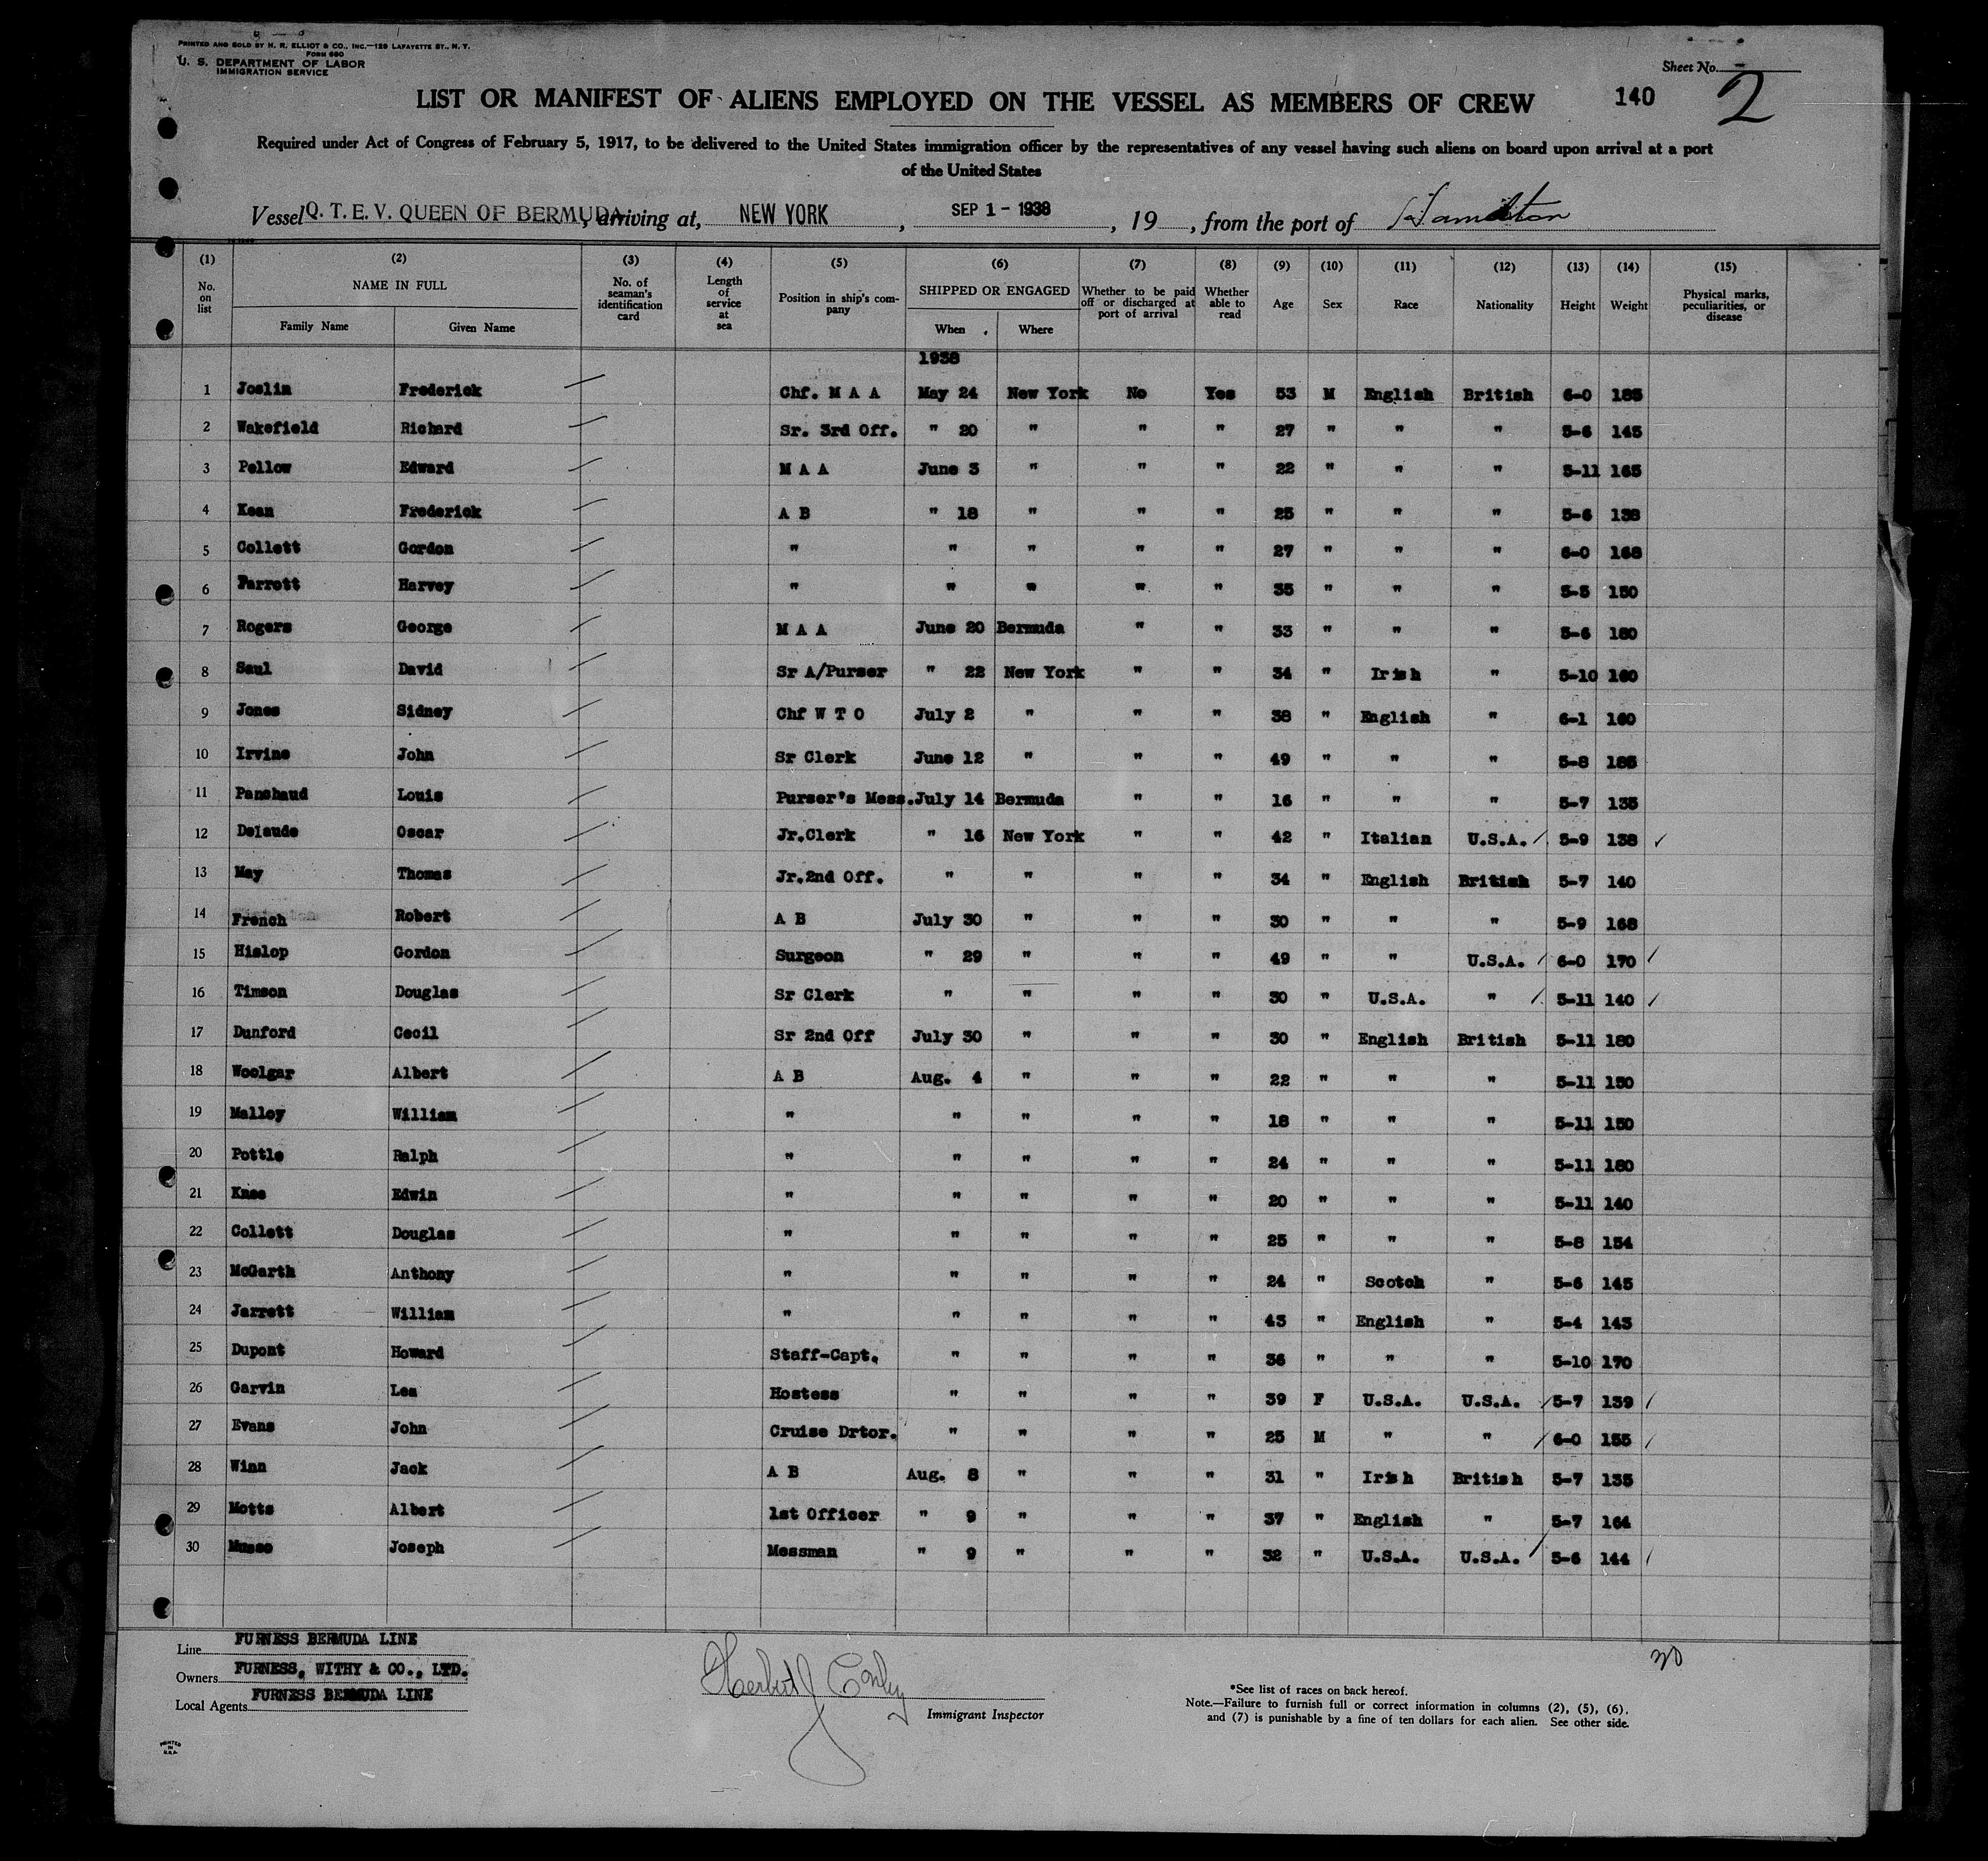 PRINTED AND SOLD BY H. R. ELLIOT & CO., INC.—129 LAFAYETTE ST., N. Y.
FORM 680
U. S. DEPARTMENT OF LABOR
IMMIGRATION SERVICE
Sheet No.
LIST OR MANIFEST OF ALIENS EMPLOYED ON THE VESSEL AS MEMBERS OF CREW 140 2
Required under Act of Congress of February 5, 1917, to be delivered to the United States immigration officer by the representatives of any vessel having such aliens on board upon arrival at a port
of the United States
Vessel Q. T. E. V. QUEEN OF BERMUDA, arriving at, NEW YORK, SEP 1 - 1938, 19 , from the port of Hamilton
(1) (2) (3) (4) (5) (6) (7) (8) (9) (10) (11) (12) (13) (14) (15)
No. on list NAME IN FULL Family Name Given Name No. of seaman's identification card Length of service at sea Position in ship's company SHIPPED OR ENGAGED When Where Whether to be paid off or discharged at port of arrival Whether able to read Age Sex Race Nationality Height Weight Physical marks, peculiarities, or disease
1938
1 Joslin Frederick Chf. M A A May 24 New York No Yes 53 M English British 6-0 185
2 Wakefield Richard Sr. 3rd Off. " 20 " " " 27 " " " 5-6 145
3 Pellow Edward M A A June 3 " " " 22 " " " 5-11 165
4 Kean Frederick A B " 18 " " " 25 " " " 5-6 138
5 Collett Gordon " " " " " 27 " " " 6-0 168
6 Parrott Harvey " " " " " 35 " " " 5-5 150
7 Rogers George M A A June 20 Bermuda " " 33 " " " 5-6 180
8 Saul David Sr A/Purser " 22 New York " " 34 " Irish " 5-10 160
9 Jones Sidney Chf W T O July 2 " " " 38 " English " 6-1 160
10 Irvine John Sr Clerk June 12 " " " 49 " " " 5-8 185
11 Panchaud Louis Purser's Mess. July 14 Bermuda " " 16 " " " 5-7 135
12 Delaude Oscar Jr.Clerk " 16 New York " " 42 " Italian U.S.A. 5-9 138
13 May Thomas Jr.2nd Off. " " " " 34 " English British 5-7 140
14 French Robert A B July 30 " " " 30 " " " 5-9 168
15 Hislop Gordon Surgeon " 29 " " " 49 " " U.S.A. 6-0 170
16 Timson Douglas Sr Clerk " " " " 30 " U.S.A. " 5-11 140
17 Dunford Cecil Sr 2nd Off July 30 " " " 30 " English British 5-11 180
18 Woolgar Albert A B Aug. 4 " " " 22 " " " 5-11 150
19 Malloy William " " " " " 18 " " " 5-11 150
20 Pottle Ralph " " " " " 24 " " " 5-11 180
21 Knee Edwin " " " " " 20 " " " 5-11 140
22 Collett Douglas " " " " " 25 " " " 5-8 154
23 McGarth Anthony " " " " " 24 " Scotch " 5-6 145
24 Jarrett William " " " " " 43 " English " 5-4 143
25 Dupont Howard Staff-Capt. " " " " 36 " " " 5-10 170
26 Garvin Lea Hostess " " " " 39 F U.S.A. U.S.A. 5-7 139
27 Evans John Cruise Drtor. " " " " 25 M " " 6-0 155
28 Winn Jack A B Aug. 8 " " " 31 " Irish British 5-7 135
29 Motts Albert 1st Officer " 9 " " " 37 " English " 5-7 164
30 Joseph Messman " 9 " " " 32 " U.S.A. U.S.A. 5-6 144
Line FURNESS BERMUDA LINE
Owners FURNESS, WITHY & CO., LTD.
Local Agents FURNESS BERMUDA LINE
Herbert J
Immigrant Inspector
30
*See list of races on back hereof.
Note.—Failure to furnish full or correct information in columns (2), (5), (6),
and (7) is punishable by a fine of ten dollars for each alien. See other side.
PRINTED
IN
U.S.A.